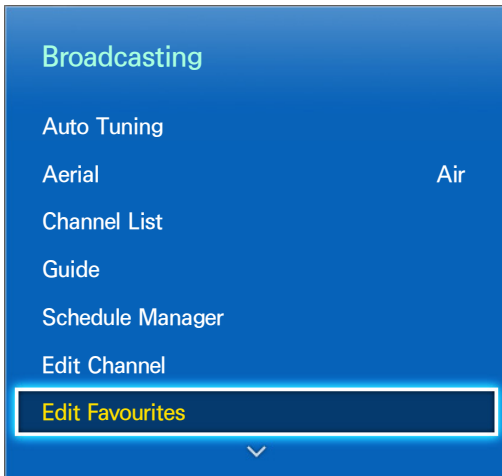 Broadcasting
Auto Tuning
Aerial Air
Channel List
Guide
Schedule Manager
Edit Channel
Edit Favourites